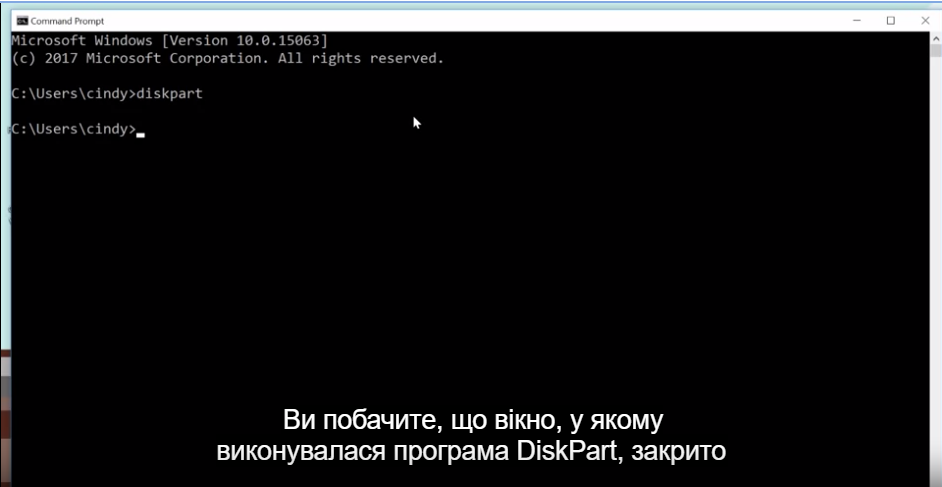 Command Prompt
Microsoft Windows [Version 10.0.15063]
(c) 2017 Microsoft Corporation. All rights reserved.
C:\Users\cindy>diskpart
C:\Users\cindy>
Ви побачите, що вікно, у якому
виконувалася програма DiskPart, закрито